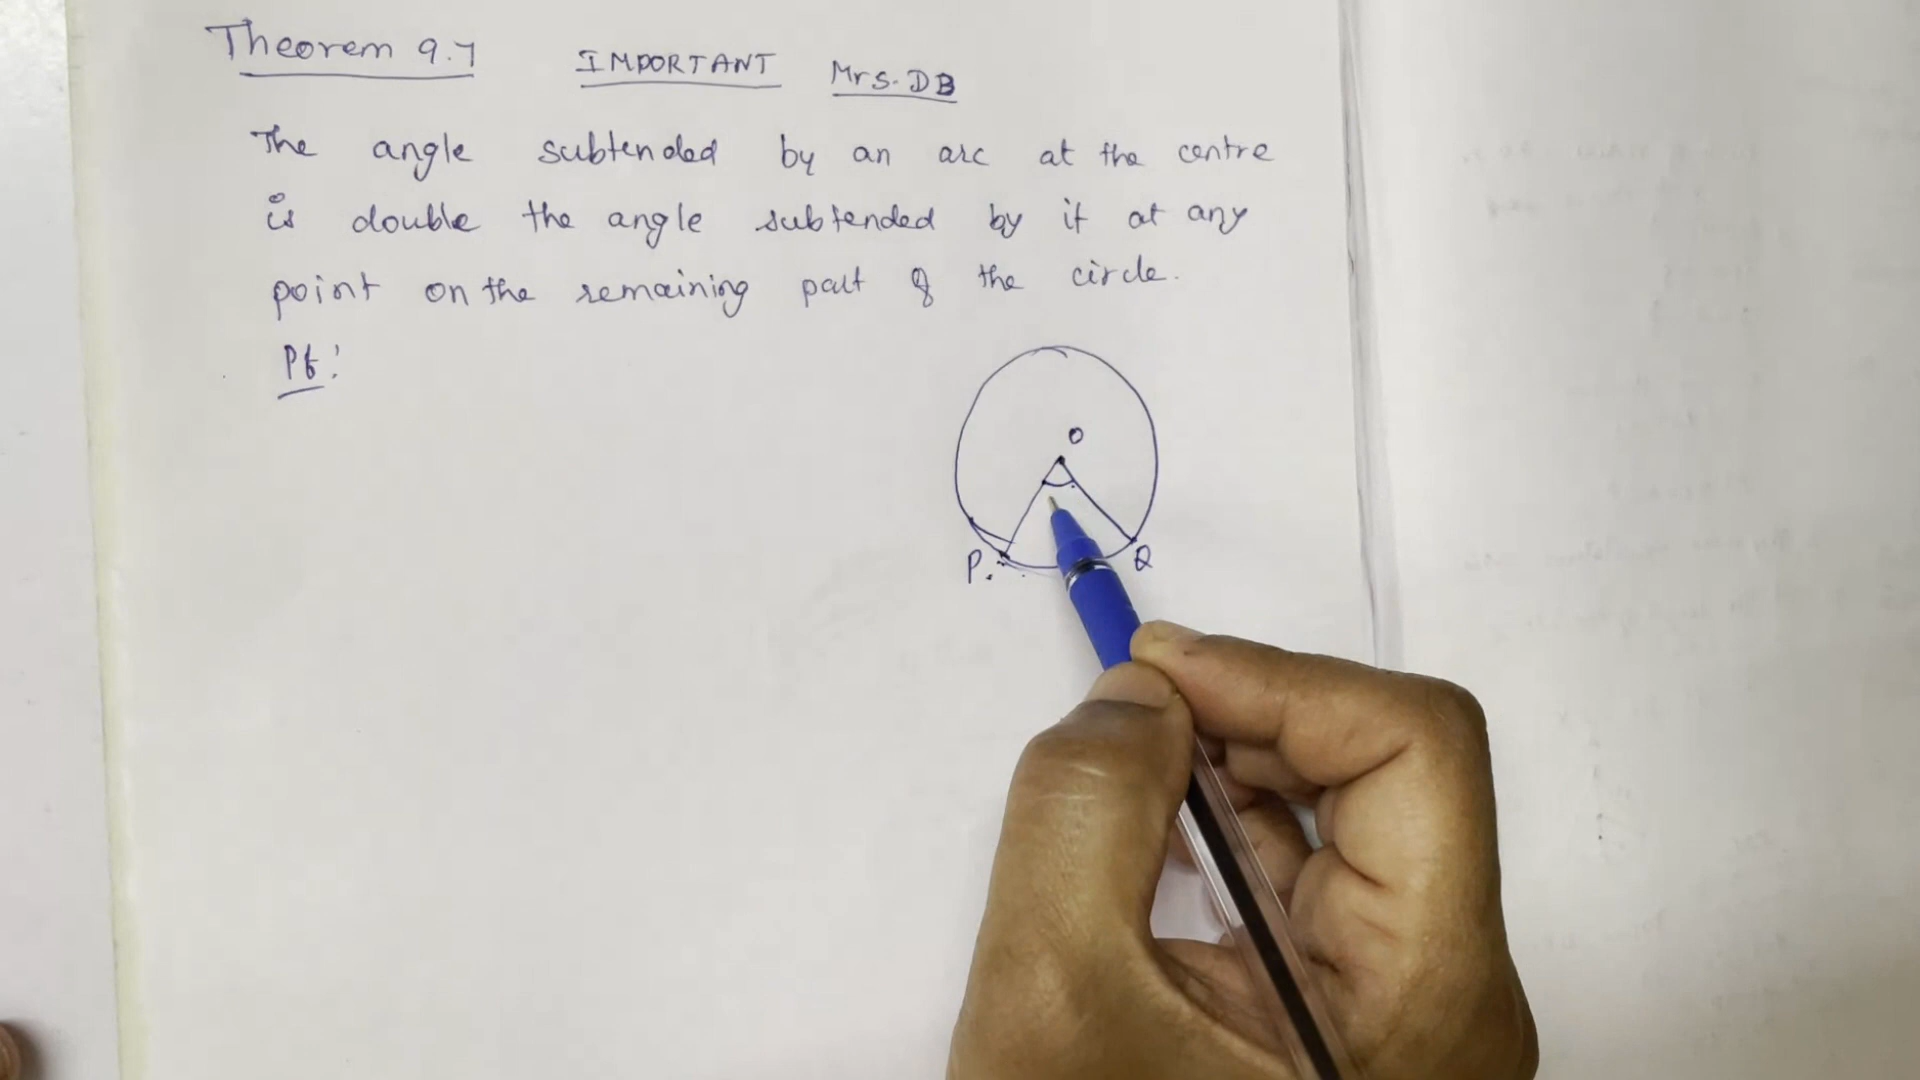 Theorem 9.7 IMPORTANT Mrs. DB
The angle subtended by an arc at the centre
is double the angle subtended by it at any
point on the remaining part of the circle.
Pf:
O
P. Q